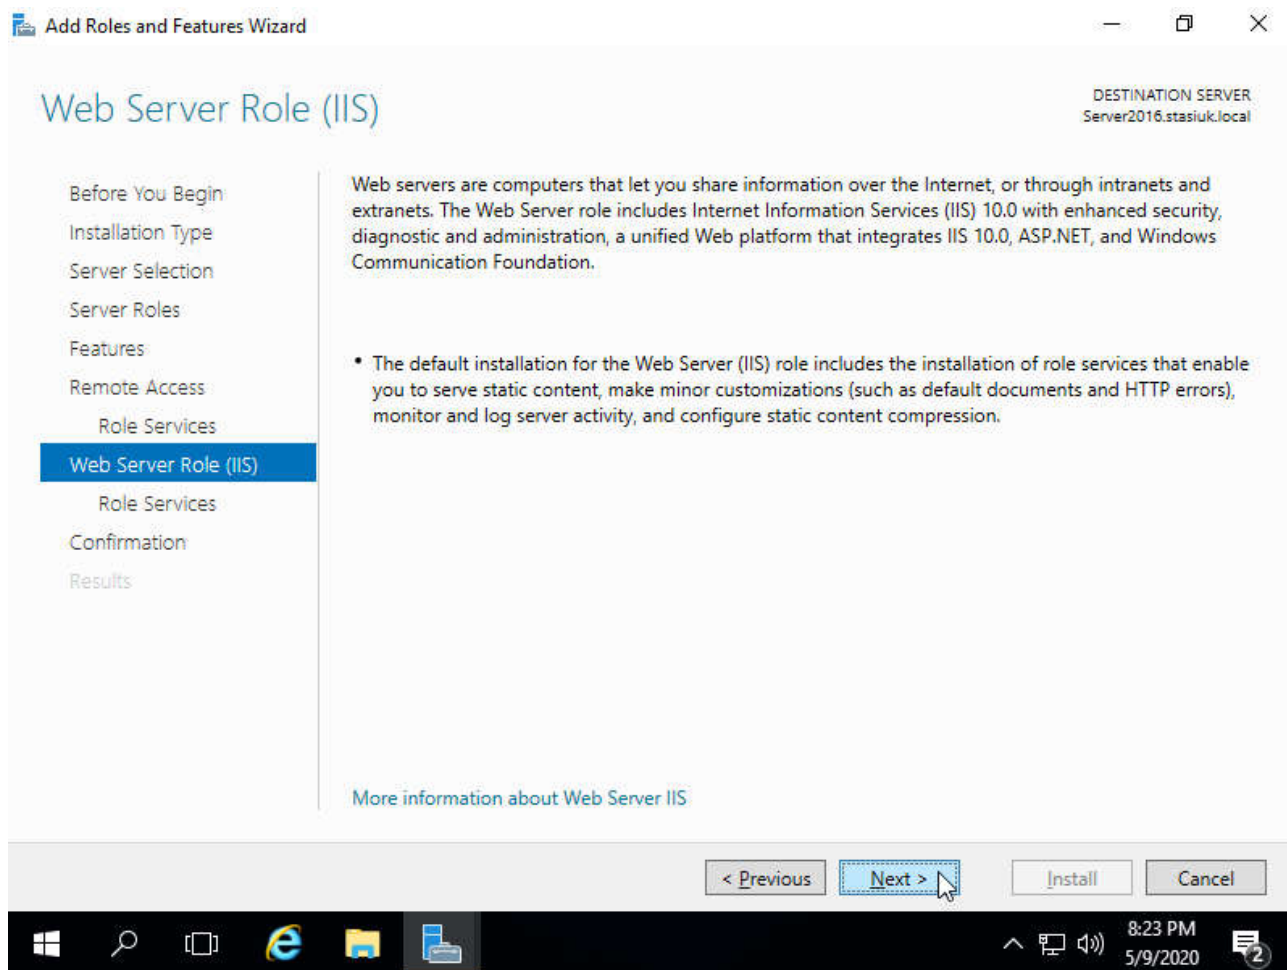 Add Roles and Features Wizard
Web Server Role (IIS)
DESTINATION SERVER
Server2016.stasiuk.local
Before You Begin
Installation Type
Server Selection
Server Roles
Features
Remote Access
Role Services
Web Server Role (IIS)
Role Services
Confirmation
Results
Web servers are computers that let you share information over the Internet, or through intranets and
extranets. The Web Server role includes Internet Information Services (IIS) 10.0 with enhanced security,
diagnostic and administration, a unified Web platform that integrates IIS 10.0, ASP.NET, and Windows
Communication Foundation.
• The default installation for the Web Server (IIS) role includes the installation of role services that enable
you to serve static content, make minor customizations (such as default documents and HTTP errors),
monitor and log server activity, and configure static content compression.
More information about Web Server IIS
< Previous
Next >
Install
Cancel
8:23 PM
5/9/2020
2